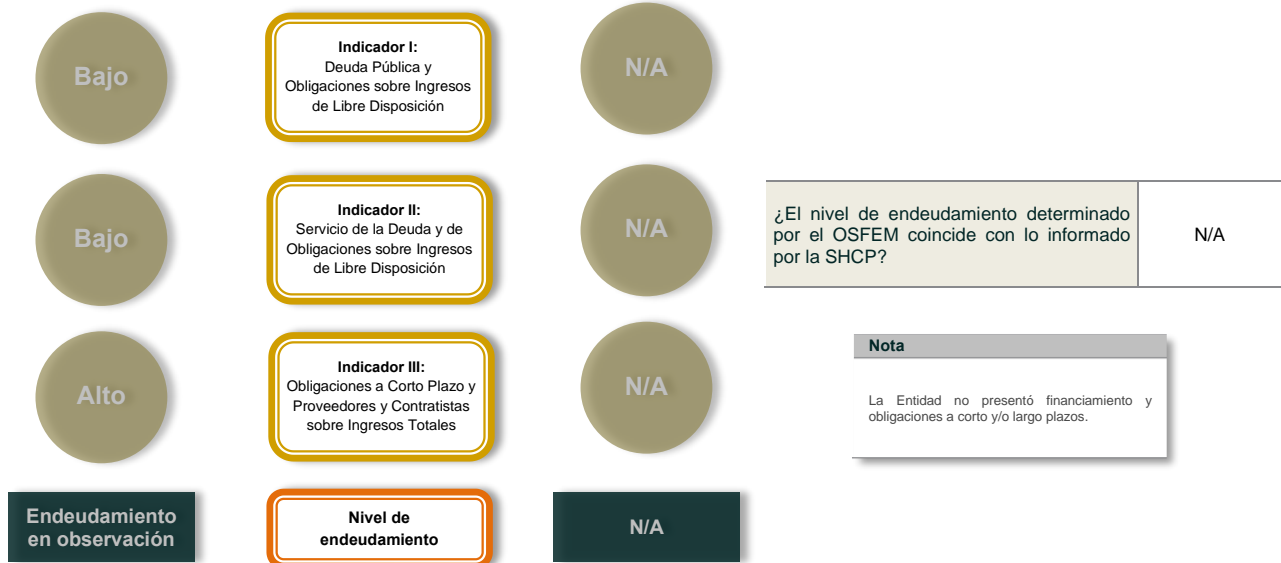 Bajo
Indicador I:
Deuda Pública y
Obligaciones sobre Ingresos
de Libre Disposición
N/A
Bajo
Indicador II:
Servicio de la Deuda y de
Obligaciones sobre Ingresos
de Libre Disposición
N/A
¿El nivel de endeudamiento determinado
por el OSFEM coincide con lo informado
por la SHCP?
N/A
Alto
Indicador III:
Obligaciones a Corto Plazo y
Proveedores y Contratistas
sobre Ingresos Totales
N/A
Nota
La Entidad no presentó financiamiento y
obligaciones a corto y/o largo plazos.
Endeudamiento
en observación
Nivel de
endeudamiento
N/A